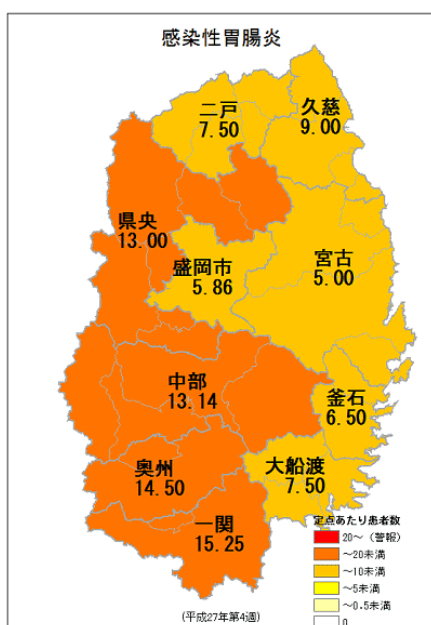 感染性胃腸炎
二戸
7.50
久慈
9.00
県央
13.00
盛岡市
5.86
宮古
5.00
中部
13.14
釜石
6.50
奥州
14.50
大船渡
7.50
一関
15.25
定点あたり患者数
20～（警報）
～20未満
～10未満
～5未満
～0.5未満
0
(平成27年第4週)